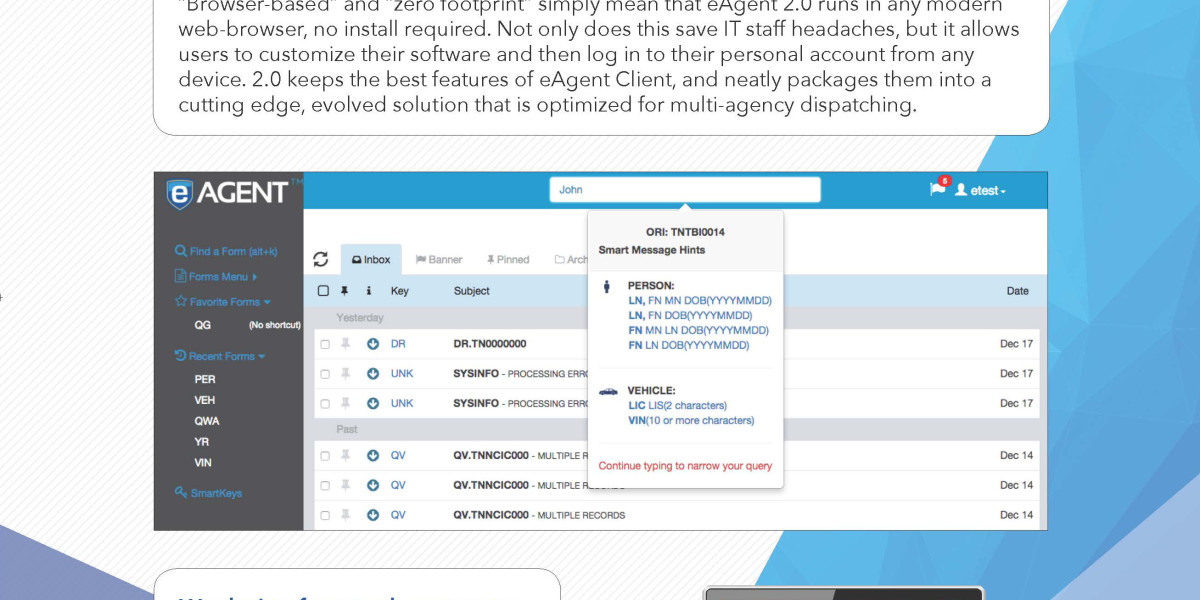 "Browser-based" and "zero footprint" simply mean that eAgent 2.0 runs in any modern
web-browser, no install required. Not only does this save IT staff headaches, but it allows
users to customize their software and then log in to their personal account from any
device. 2.0 keeps the best features of eAgent Client, and neatly packages them into a
cutting edge, evolved solution that is optimized for multi-agency dispatching.
e AGENT™
John
5
etest
ORI: TNTBI0014
Smart Message Hints
PERSON:
LN, FN MN DOB(YYYYMMDD)
LN, FN DOB(YYYYMMDD)
FN MN LN DOB(YYYYMMDD)
FN LN DOB(YYYYMMDD)
VEHICLE:
LIC LIS(2 characters)
VIN(10 or more characters)
Continue typing to narrow your query
Find a Form (alt+k)
Forms Menu
Favorite Forms
QG (No shortcut)
Recent Forms
PER
VEH
QWA
YR
VIN
SmartKeys
Inbox Banner Pinned Arch
i Key Subject Date
Yesterday
DR DR.TN0000000 Dec 17
UNK SYSINFO - PROCESSING ERRO Dec 17
UNK SYSINFO - PROCESSING ERRO Dec 17
Past
QV QV.TNNCIC000 - MULTIPLE R Dec 14
QV QV.TNNCIC000 - MULTIPLE RECORDS Dec 14
QV QV.TNNCIC000 - MULTIPLE RECORDS Dec 14